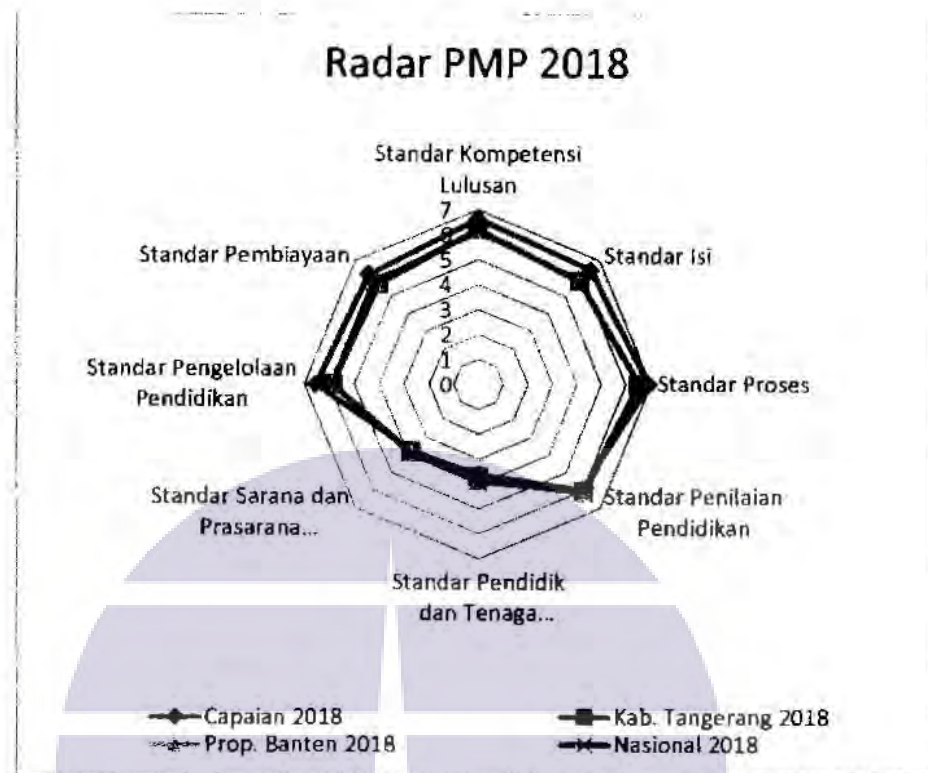 Radar PMP 2018
Standar Kompetensi
Lulusan
Standar Isi
Standar Proses
Standar Penilaian
Pendidikan
Standar Pendidik
dan Tenaga...
Standar Sarana dan
Prasarana...
Standar Pengelolaan
Pendidikan
Standar Pembiayaan
7
6
5
4
3
2
1
0
Capaian 2018
Kab. Tangerang 2018
Prop. Banten 2018
Nasional 2018